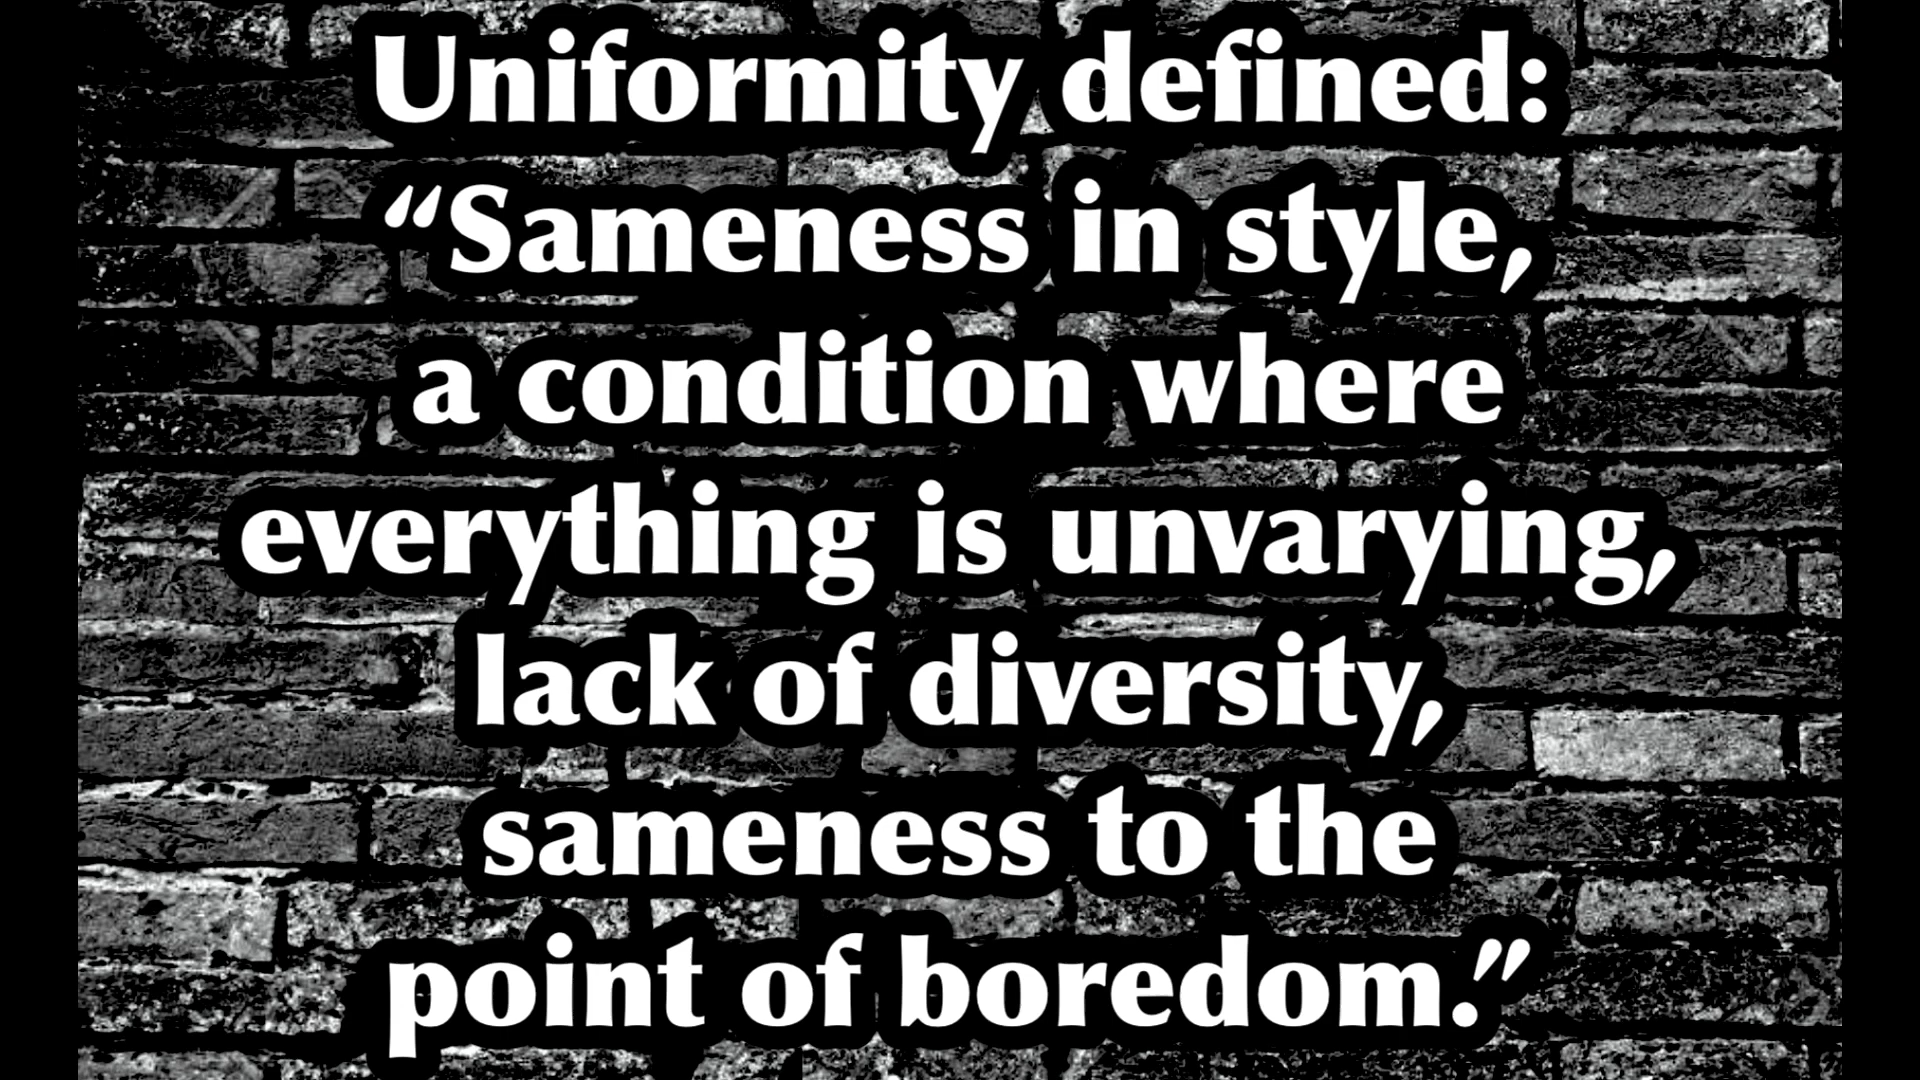 Uniformity defined:
“Sameness in style,
a condition where
everything is unvarying,
lack of diversity,
sameness to the
point of boredom.”